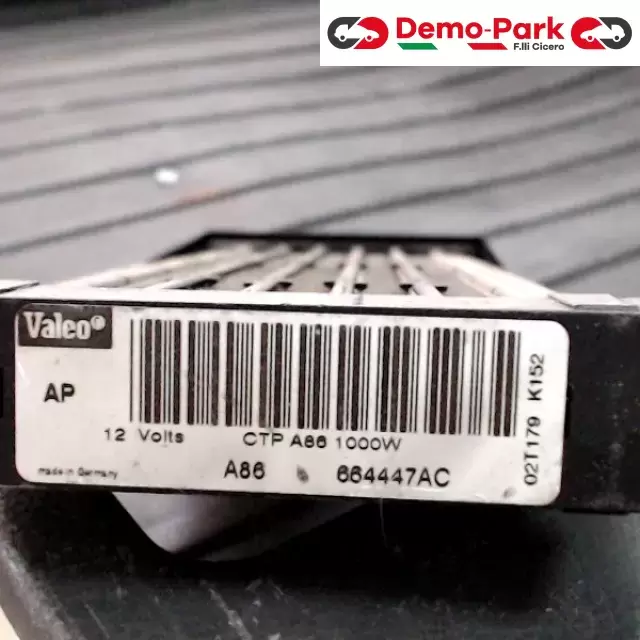 Demo-Park
F.lli Cicero
Valeo®
AP
12 Volts CTP A86 1000W
made in Germany
A86 664447AC
02T179 K152